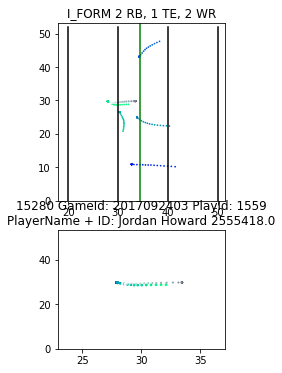 I_FORM 2 RB, 1 TE, 2 WR
50
40
30
20
10
0
20 30 40 50
15280 GameId: 2017092403 PlayId: 1559
PlayerName + ID: Jordan Howard 2555418.0
40
20
0
25 30 35